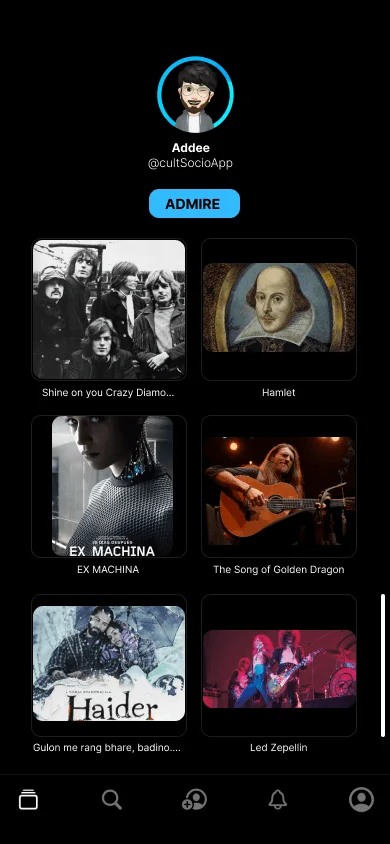 Addee
@cultSocioApp
ADMIRE
Shine on you Crazy Diamo...
Hamlet
EX MACHINA
EX MACHINA
The Song of Golden Dragon
Haider
Gulon me rang bhare, badino....
Led Zepellin